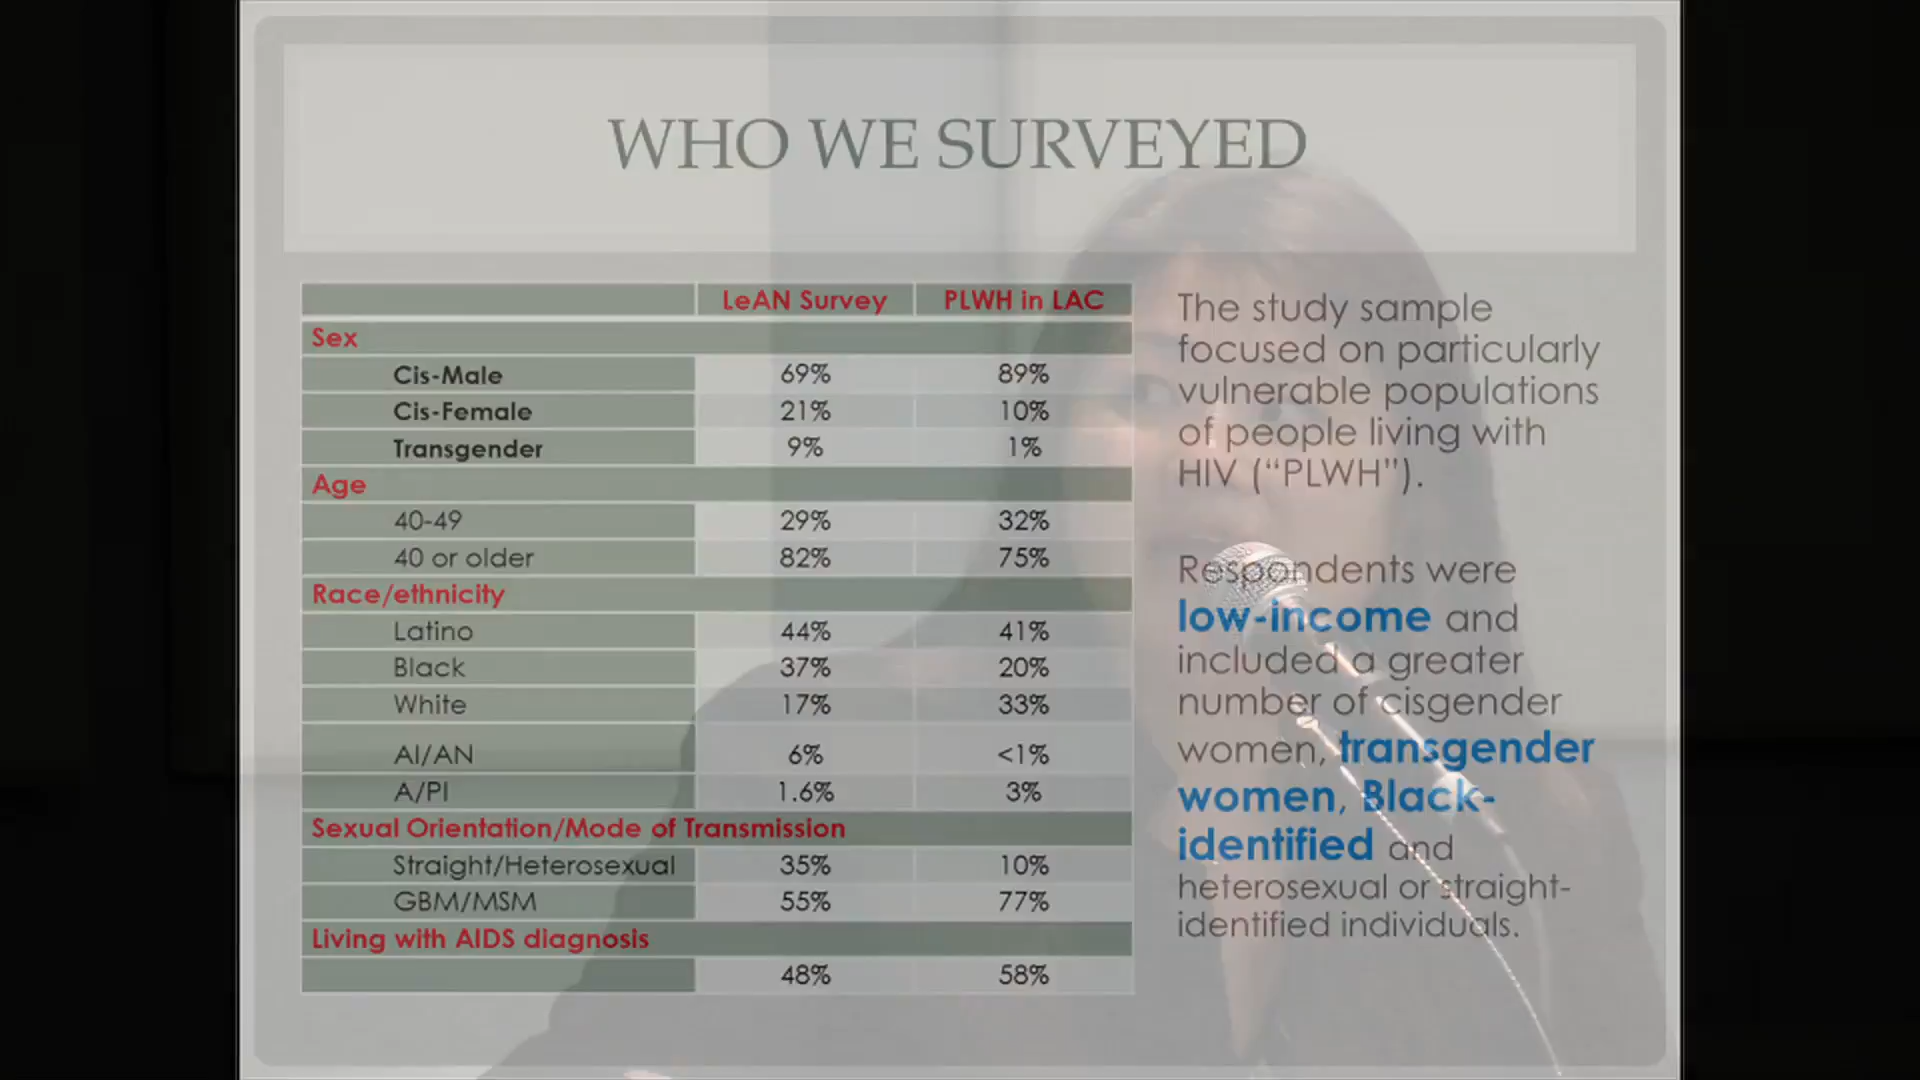 WHO WE SURVEYED
LeAN Survey PLWH in LAC
Sex
Cis-Male 69% 89%
Cis-Female 21% 10%
Transgender 9% 1%
Age
40-49 29% 32%
40 or older 82% 75%
Race/ethnicity
Latino 44% 41%
Black 37% 20%
White 17% 33%
AI/AN 6% <1%
A/PI 1.6% 3%
Sexual Orientation/Mode of Transmission
Straight/Heterosexual 35% 10%
GBM/MSM 55% 77%
Living with AIDS diagnosis
48% 58%
The study sample
focused on particularly
vulnerable populations
of people living with
HIV (“PLWH”).
Respondents were
low-income and
included a greater
number of cisgender
women, transgender
women, Black-
identified and
heterosexual or straight-
identified individuals.